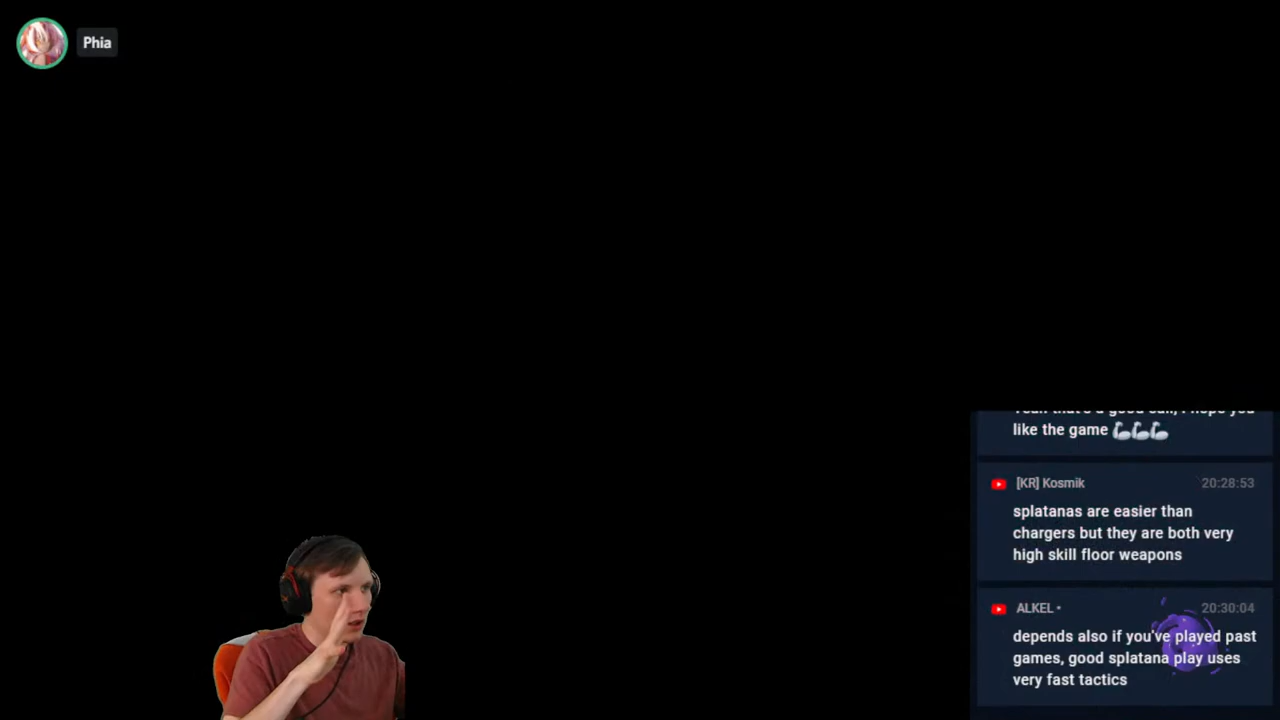 Phia
like the game
[KR] Kosmik 20:28:53
splatanas are easier than
chargers but they are both very
high skill floor weapons
ALKEL • 20:30:04
depends also if you've played past
games, good splatana play uses
very fast tactics